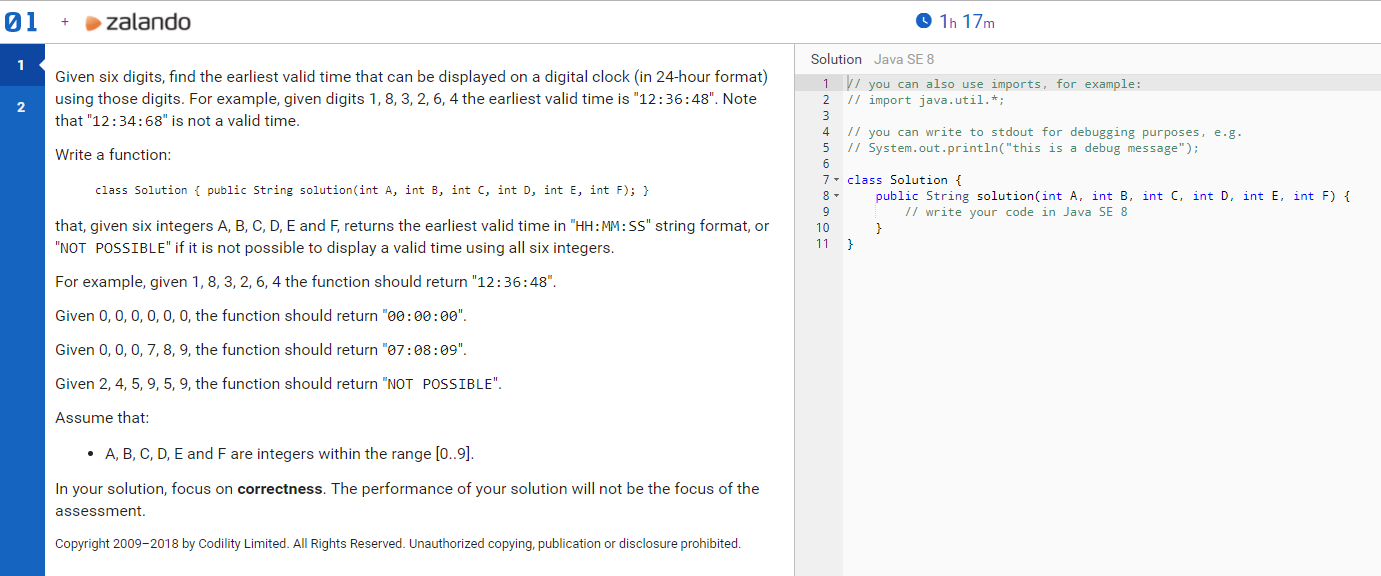 01 + zalando
1h 17m
1
2
Given six digits, find the earliest valid time that can be displayed on a digital clock (in 24-hour format)
using those digits. For example, given digits 1, 8, 3, 2, 6, 4 the earliest valid time is "12:36:48". Note
that "12:34:68" is not a valid time.
Write a function:
class Solution { public String solution(int A, int B, int C, int D, int E, int F); }
that, given six integers A, B, C, D, E and F, returns the earliest valid time in "HH:MM:SS" string format, or
"NOT POSSIBLE" if it is not possible to display a valid time using all six integers.
For example, given 1, 8, 3, 2, 6, 4 the function should return "12:36:48".
Given 0, 0, 0, 0, 0, 0, the function should return "00:00:00".
Given 0, 0, 0, 7, 8, 9, the function should return "07:08:09".
Given 2, 4, 5, 9, 5, 9, the function should return "NOT POSSIBLE".
Assume that:
• A, B, C, D, E and F are integers within the range [0..9].
In your solution, focus on correctness. The performance of your solution will not be the focus of the
assessment.
Copyright 2009–2018 by Codility Limited. All Rights Reserved. Unauthorized copying, publication or disclosure prohibited.
Solution Java SE 8
1 // you can also use imports, for example:
2 // import java.util.*;
3
4 // you can write to stdout for debugging purposes, e.g.
5 // System.out.println("this is a debug message");
6
7 class Solution {
8 public String solution(int A, int B, int C, int D, int E, int F) {
9 // write your code in Java SE 8
10 }
11 }